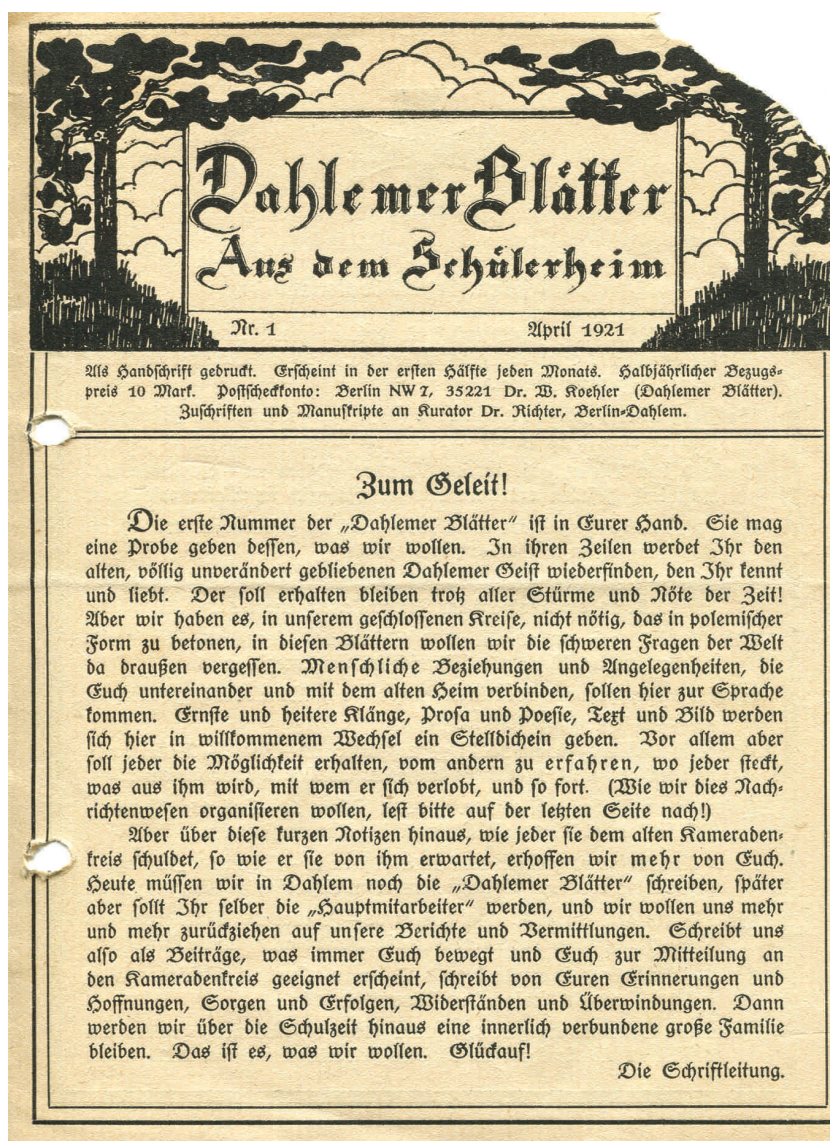 Dahlemer Blätter
Aus dem Schülerheim
Nr. 1 April 1921
Als Handschrift gedruckt. Erscheint in der ersten Hälfte jeden Monats. Halbjährlicher Bezugs-
preis 10 Mark. Postscheckkonto: Berlin NW 7, 35221 Dr. W. Koehler (Dahlemer Blätter).
Zuschriften und Manuskripte an Kurator Dr. Richter, Berlin-Dahlem.
Zum Geleit!
Die erste Nummer der „Dahlemer Blätter“ ist in Eurer Hand. Sie mag
eine Probe geben dessen, was wir wollen. In ihren Zeilen werdet Ihr den
alten, völlig unverändert gebliebenen Dahlemer Geist wiederfinden, den Ihr kennt
und liebt. Der soll erhalten bleiben trotz aller Stürme und Nöte der Zeit!
Aber wir haben es, in unserem geschlossenen Kreise, nicht nötig, das in polemischer
Form zu betonen, in diesen Blättern wollen wir die schweren Fragen der Welt
da draußen vergessen. Menschliche Beziehungen und Angelegenheiten, die
Euch untereinander und mit dem alten Heim verbinden, sollen hier zur Sprache
kommen. Ernste und heitere Klänge, Prosa und Poesie, Text und Bild werden
sich hier in willkommenem Wechsel ein Stelldichein geben. Vor allem aber
soll jeder die Möglichkeit erhalten, vom andern zu erfahren, wo jeder steckt,
was aus ihm wird, mit wem er sich verlobt, und so fort. (Wie wir dies Nach-
richtenwesen organisieren wollen, lest bitte auf der letzten Seite nach!)
Aber über diese kurzen Notizen hinaus, wie jeder sie dem alten Kameraden-
kreis schuldet, so wie er sie von ihm erwartet, erhoffen wir mehr von Euch.
Heute müssen wir in Dahlem noch die „Dahlemer Blätter“ schreiben, später
aber sollt Ihr selber die „Hauptmitarbeiter“ werden, und wir wollen uns mehr
und mehr zurückziehen auf unsere Berichte und Vermittlungen. Schreibt uns
also als Beiträge, was immer Euch bewegt und Euch zur Mitteilung an
den Kameradenkreis geeignet erscheint, schreibt von Euren Erinnerungen und
Hoffnungen, Sorgen und Erfolgen, Widerständen und Überwindungen. Dann
werden wir über die Schulzeit hinaus eine innerlich verbundene große Familie
bleiben. Das ist es, was wir wollen. Glückauf!
Die Schriftleitung.